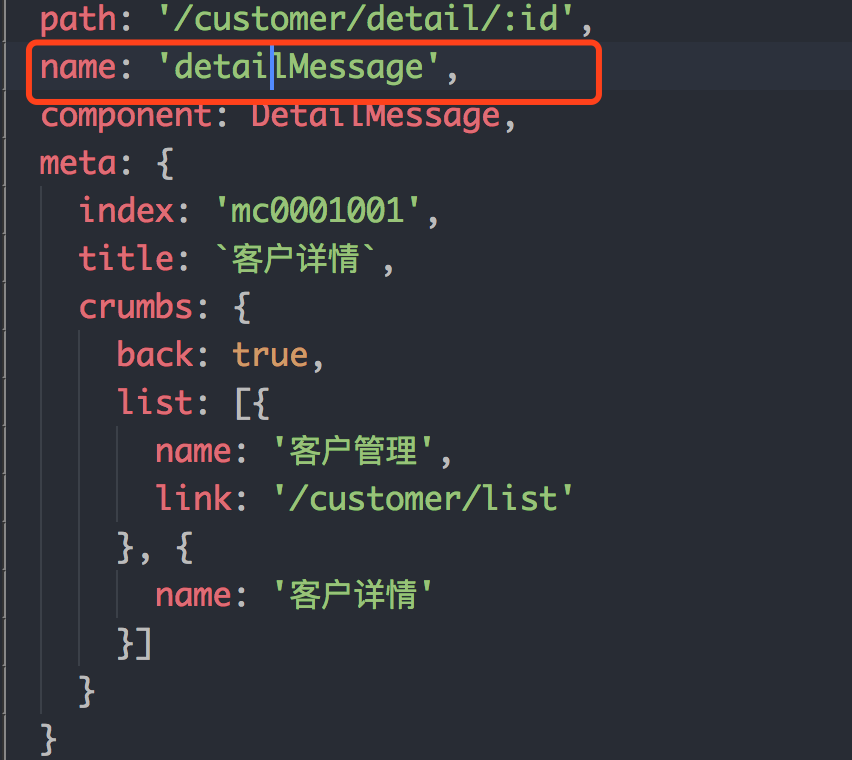 path: '/customer/detail/:id',
name: 'detailMessage',
component: DetailMessage,
meta: {
index: 'mc0001001',
title: `客户详情`,
crumbs: {
back: true,
list: [{
name: '客户管理',
link: '/customer/list'
}, {
name: '客户详情'
}]
}
}